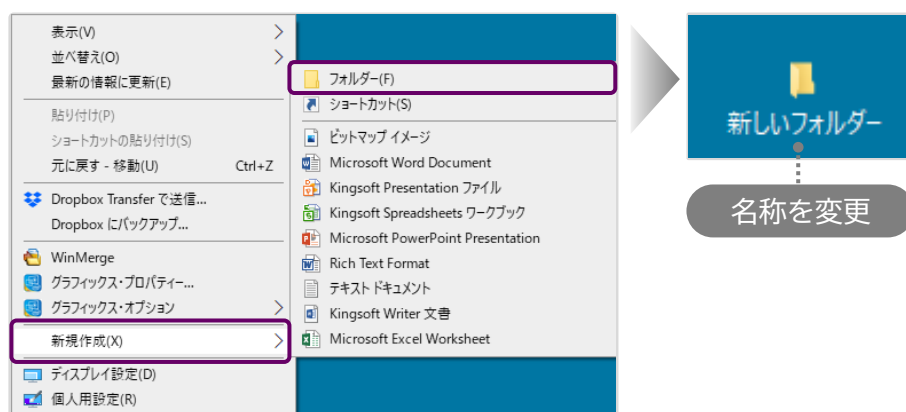 表示(V)
並べ替え(O)
最新の情報に更新(E)
貼り付け(P)
ショートカットの貼り付け(S)
元に戻す - 移動(U) Ctrl+Z
Dropbox Transfer で送信...
Dropbox にバックアップ...
WinMerge
グラフィックス・プロパティー...
グラフィックス・オプション
新規作成(X)
ディスプレイ設定(D)
個人用設定(R)
フォルダー(F)
ショートカット(S)
ビットマップ イメージ
Microsoft Word Document
Kingsoft Presentation ファイル
Kingsoft Spreadsheets ワークブック
Microsoft PowerPoint Presentation
Rich Text Format
テキスト ドキュメント
Kingsoft Writer 文書
Microsoft Excel Worksheet
新しいフォルダー
名称を変更